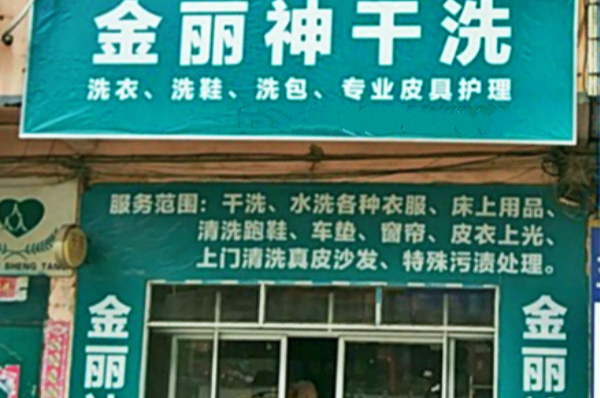 金丽神干洗
洗衣、洗鞋、洗包、专业皮具护理
服务范围：干洗、水洗各种衣服、床上用品、
清洗跑鞋、车垫、窗帘、皮衣上光、
上门清洗真皮沙发、特殊污渍处理。
SHENG TANG
金丽
金丽